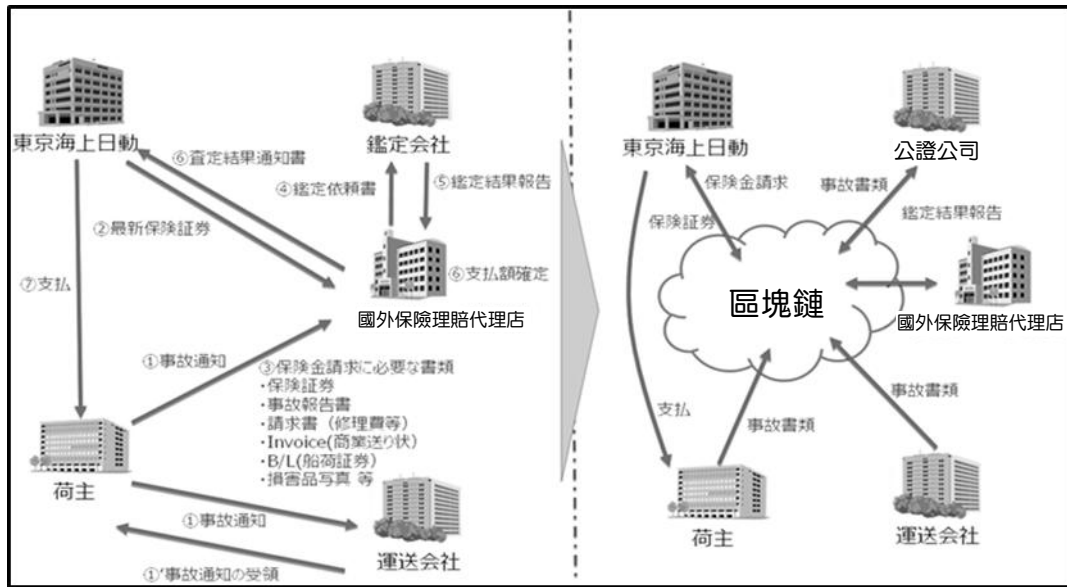 東京海上日動
鑑定会社
⑥査定結果通知書
④鑑定依頼書
⑤鑑定結果報告
②最新保険証券
⑦支払
⑥支払額確定
國外保險理賠代理店
①事故通知
③保険金請求に必要な書類
・保険証券
・事故報告書
・請求書（修理費等）
・Invoice(商業送り状)
・B/L(船荷証券)
・損害品写真 等
荷主
①事故通知
運送会社
①'事故通知の受領
東京海上日動
公證公司
保険金請求
事故書類
保険証券
鑑定結果報告
區塊鏈
國外保險理賠代理店
支払
事故書類
事故書類
荷主
運送会社